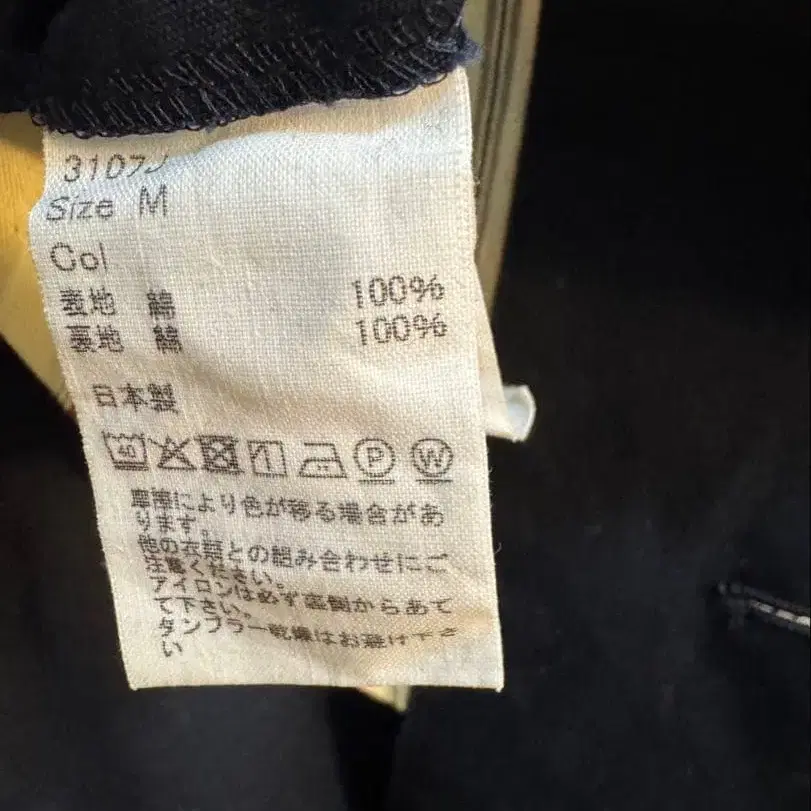 3107J
Size M
Col
表地 綿 100%
裏地 綿 100%
日本製
40 P W
摩擦により色が移る場合があ
ります。
他の衣類との組み合わせにご
注意ください。
アイロンは必ず裏側からあて
て下さい。
タンブラー乾燥はお避け下さ
い